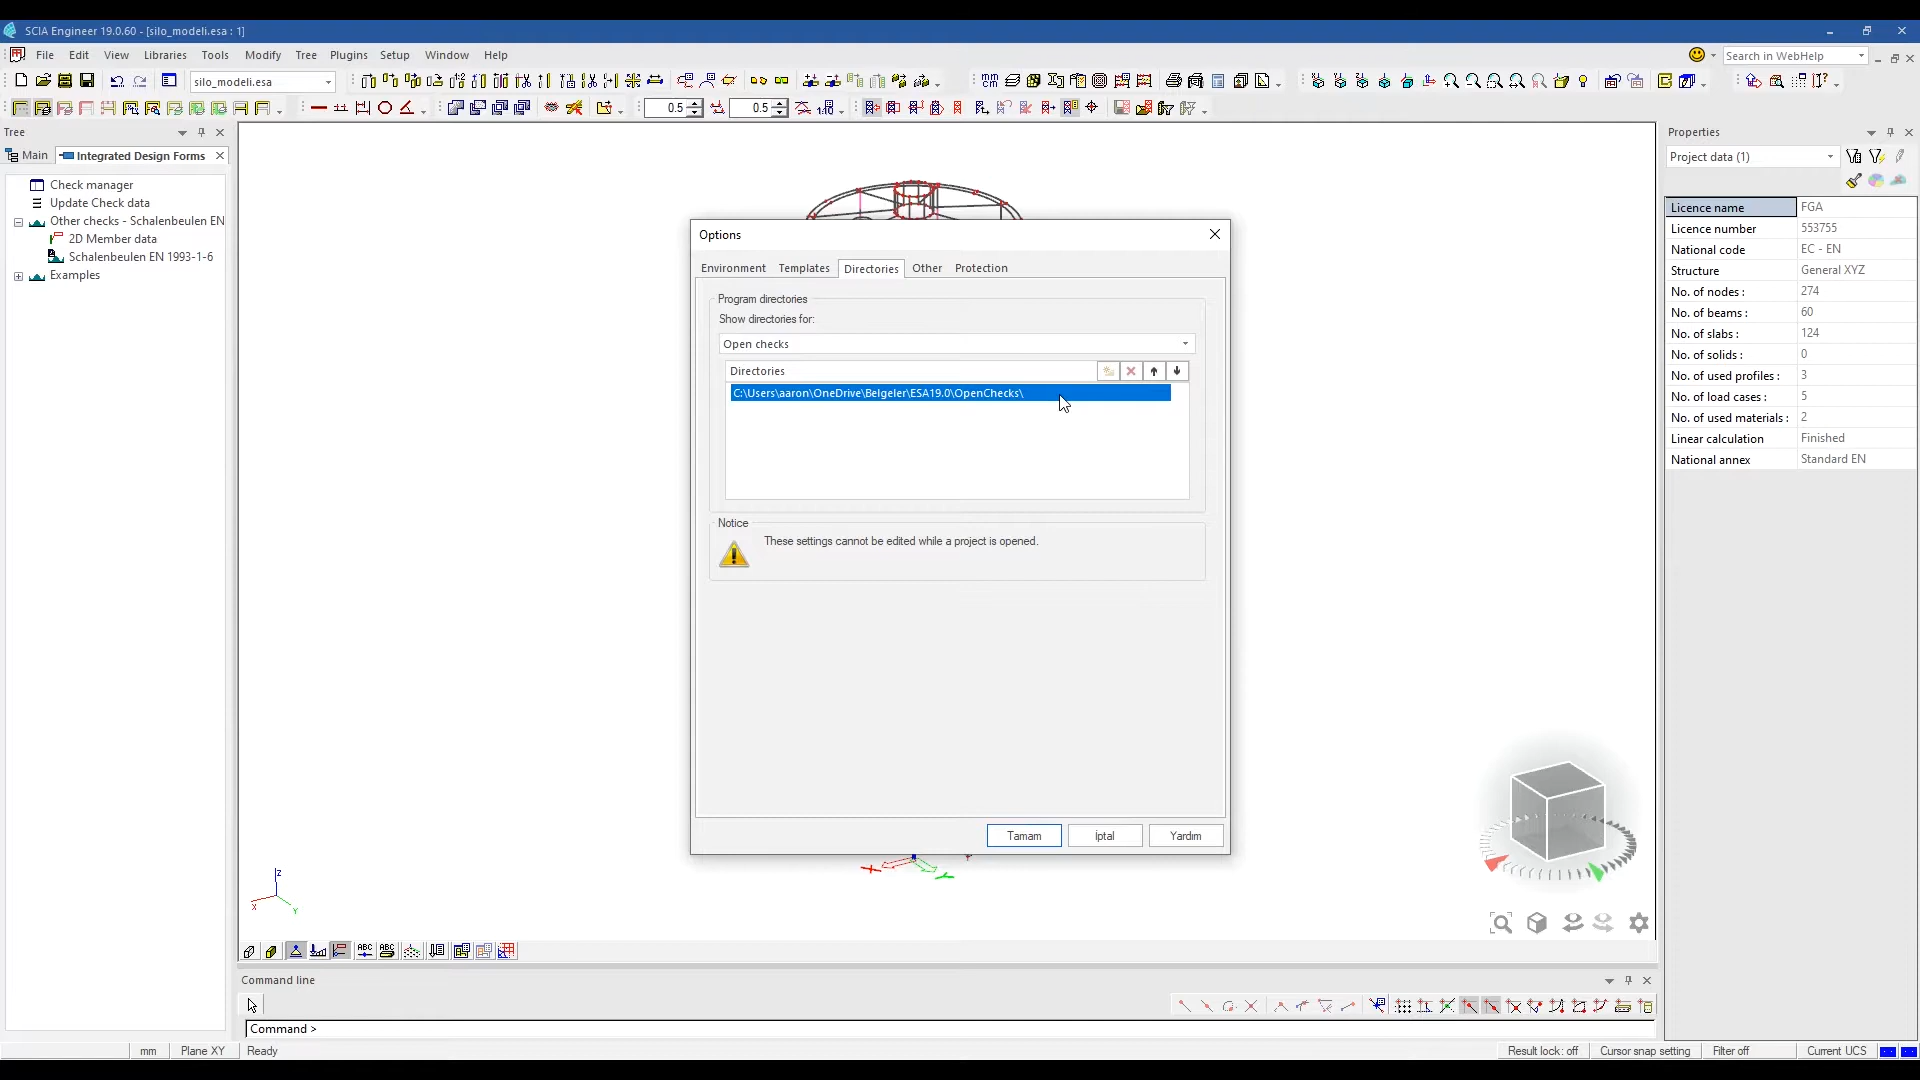 SCIA Engineer 19.0.60 - [silo_modeli.esa : 1]
File Edit View Libraries Tools Modify Tree Plugins Setup Window Help
Search in WebHelp
silo_modeli.esa
0.5
0.5
Tree
Main
Integrated Design Forms
Check manager
Update Check data
Other checks - Schalenbeulen EN
2D Member data
Schalenbeulen EN 1993-1-6
Examples
Options
Environment Templates Directories Other Protection
Program directories
Show directories for:
Open checks
Directories
C:\Users\aaron\OneDrive\Belgeler\ESA19.0\OpenChecks\
Notice
These settings cannot be edited while a project is opened.
Tamam İptal Yardım
Properties
Project data (1)
Licence name FGA
Licence number 553755
National code EC - EN
Structure General XYZ
No. of nodes : 274
No. of beams : 60
No. of slabs : 124
No. of solids : 0
No. of used profiles : 3
No. of load cases : 5
No. of used materials : 2
Linear calculation Finished
National annex Standard EN
Z
X
Y
Command line
Command >
mm Plane XY Ready
Result lock: off Cursor snap setting Filter off Current UCS